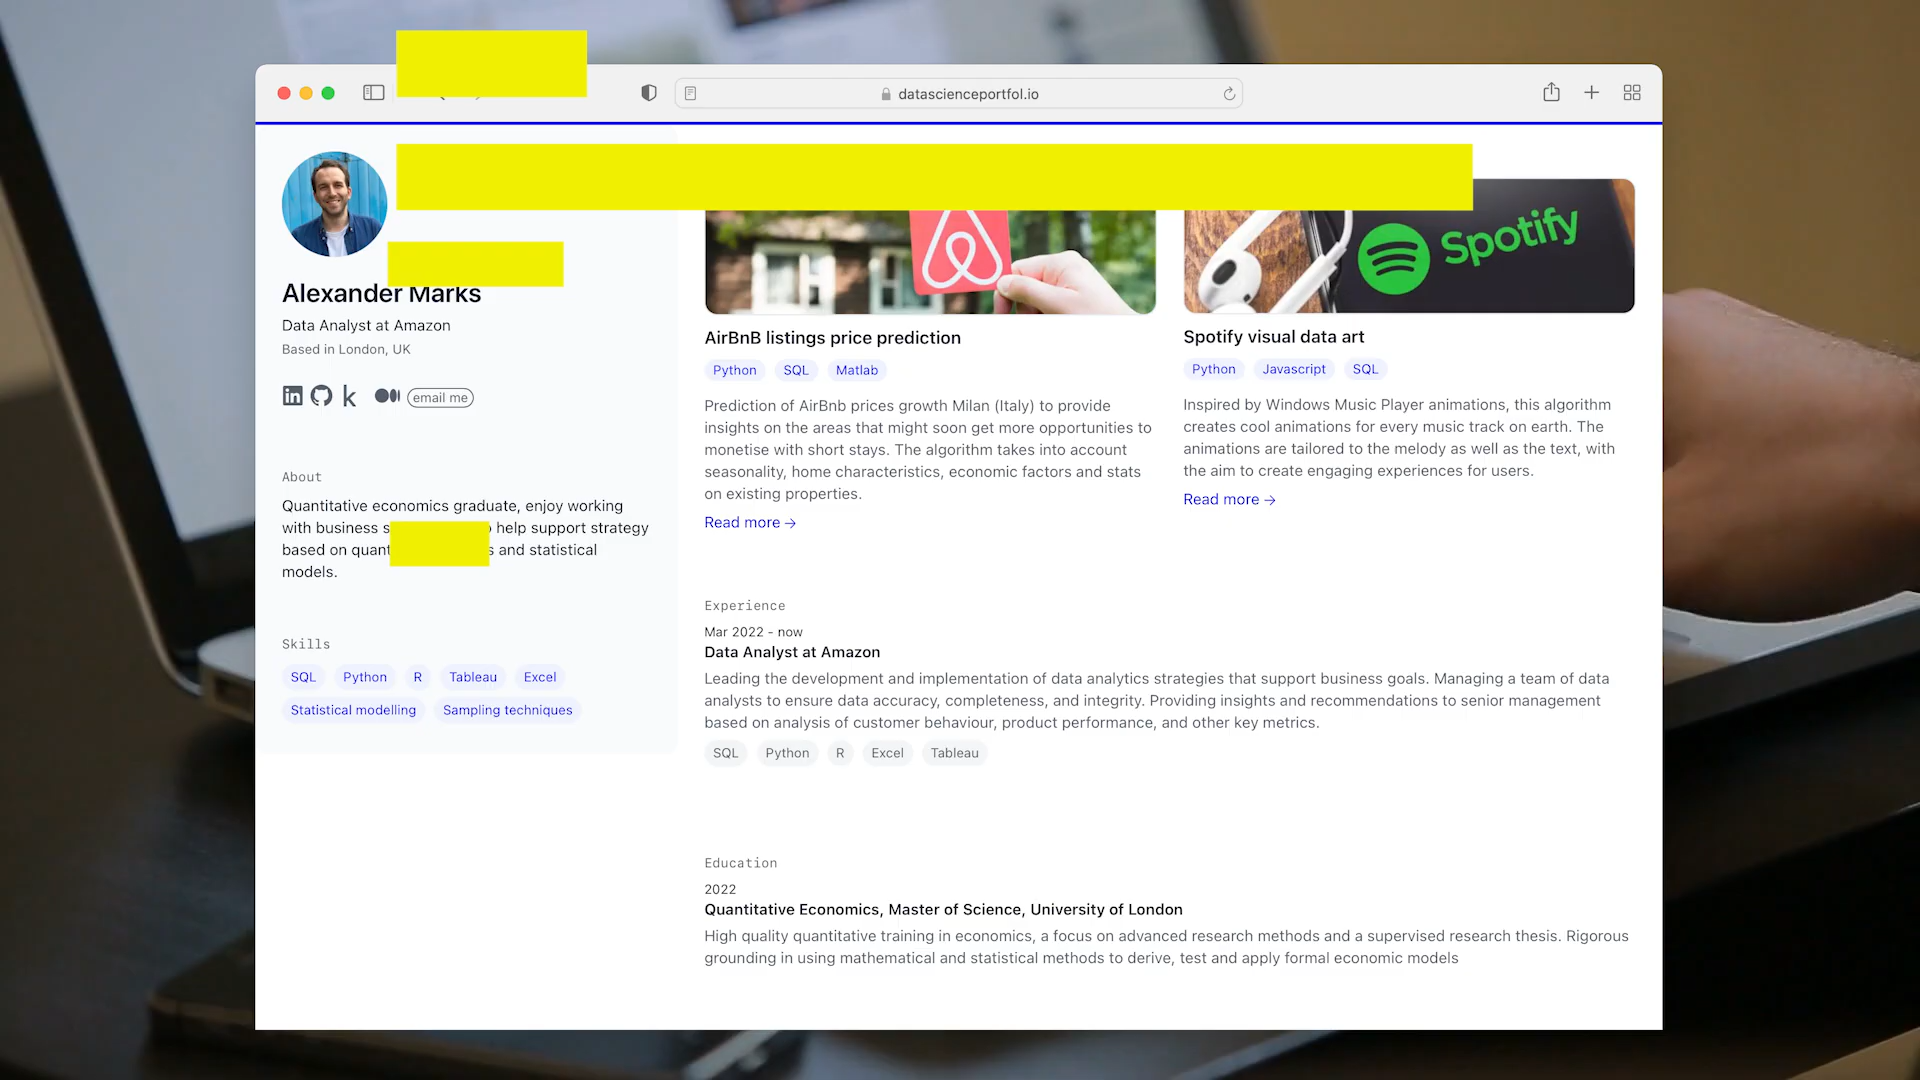 datascienceportfol.io
Alexander Marks
Data Analyst at Amazon
Based in London, UK
email me
About
Quantitative economics graduate, enjoy working
with business help support strategy
based on and statistical
models.
Skills
SQL Python R Tableau Excel
Statistical modelling Sampling techniques
Spotify
AirBnB listings price prediction
Python SQL Matlab
Prediction of AirBnb prices growth Milan (Italy) to provide
insights on the areas that might soon get more opportunities to
monetise with short stays. The algorithm takes into account
seasonality, home characteristics, economic factors and stats
on existing properties.
Read more →
Spotify visual data art
Python Javascript SQL
Inspired by Windows Music Player animations, this algorithm
creates cool animations for every music track on earth. The
animations are tailored to the melody as well as the text, with
the aim to create engaging experiences for users.
Read more →
Experience
Mar 2022 - now
Data Analyst at Amazon
Leading the development and implementation of data analytics strategies that support business goals. Managing a team of data
analysts to ensure data accuracy, completeness, and integrity. Providing insights and recommendations to senior management
based on analysis of customer behaviour, product performance, and other key metrics.
SQL Python R Excel Tableau
Education
2022
Quantitative Economics, Master of Science, University of London
High quality quantitative training in economics, a focus on advanced research methods and a supervised research thesis. Rigorous
grounding in using mathematical and statistical methods to derive, test and apply formal economic models